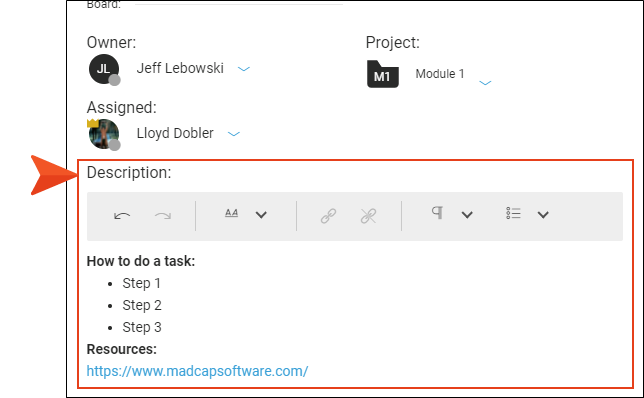 Board:
Owner:
Project:
JL
Jeff Lebowski
M1
Module 1
Assigned:
Lloyd Dobler
Description:
AA
How to do a task:
• Step 1
• Step 2
• Step 3
Resources:
https://www.madcapsoftware.com/